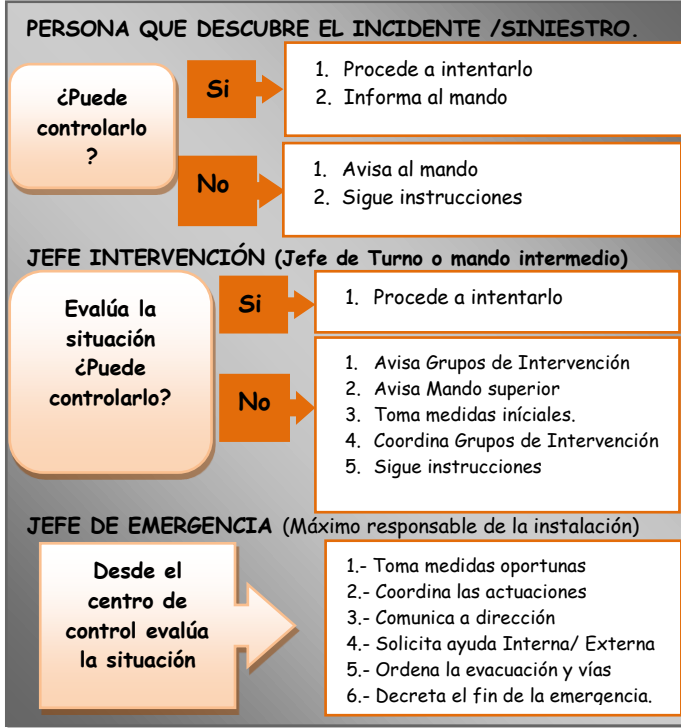 PERSONA QUE DESCUBRE EL INCIDENTE /SINIESTRO.
¿Puede
controlarlo
?
Si
1. Procede a intentarlo
2. Informa al mando
No
1. Avisa al mando
2. Sigue instrucciones
JEFE INTERVENCIÓN (Jefe de Turno o mando intermedio)
Evalúa la
situación
¿Puede
controlarlo?
Si
1. Procede a intentarlo
No
1. Avisa Grupos de Intervención
2. Avisa Mando superior
3. Toma medidas iníciales.
4. Coordina Grupos de Intervención
5. Sigue instrucciones
JEFE DE EMERGENCIA (Máximo responsable de la instalación)
Desde el
centro de
control evalúa
la situación
1.- Toma medidas oportunas
2.- Coordina las actuaciones
3.- Comunica a dirección
4.- Solicita ayuda Interna/ Externa
5.- Ordena la evacuación y vías
6.- Decreta el fin de la emergencia.